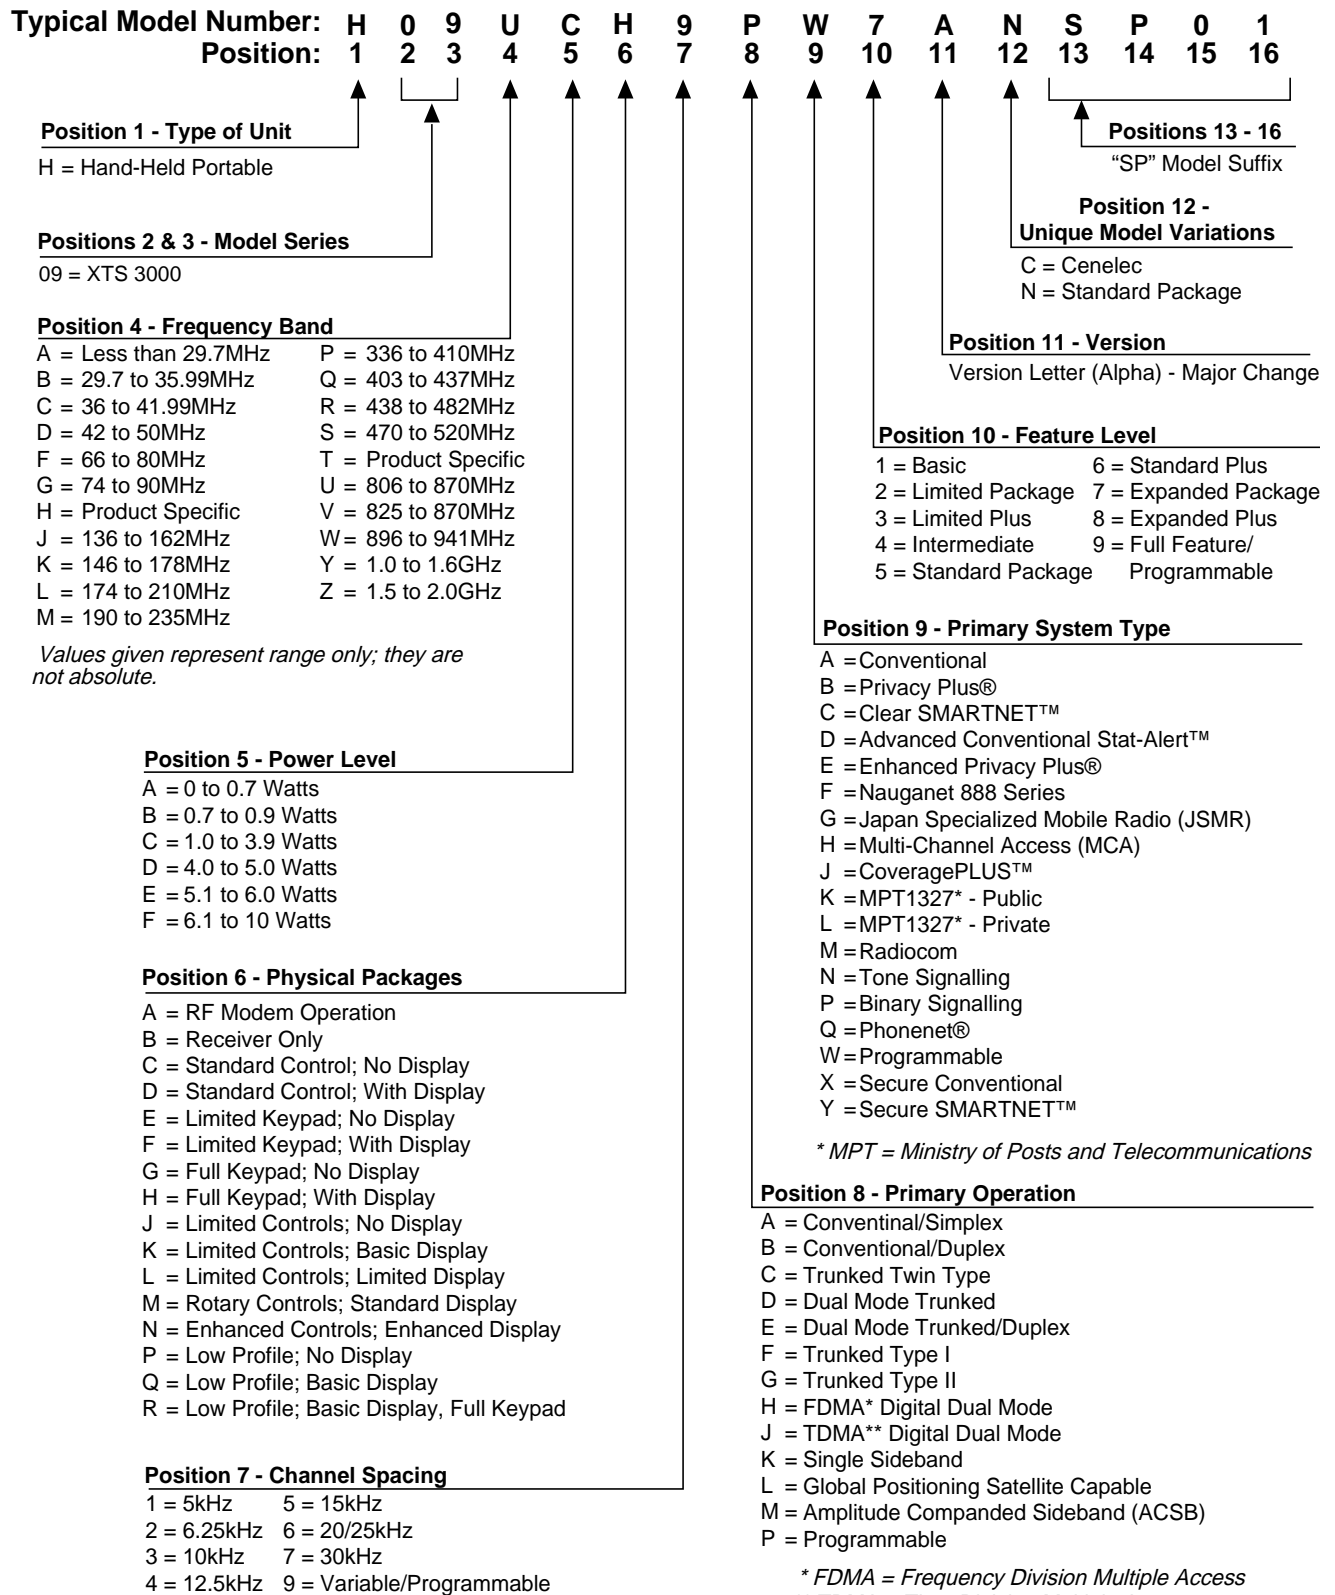 Typical Model Number: H 0 9 U C H 9 P W 7 A N S P 0 1
Position: 1 2 3 4 5 6 7 8 9 10 11 12 13 14 15 16
Position 1 - Type of Unit
H = Hand-Held Portable
Positions 2 & 3 - Model Series
09 = XTS 3000
Position 4 - Frequency Band
A = Less than 29.7MHz
B = 29.7 to 35.99MHz
C = 36 to 41.99MHz
D = 42 to 50MHz
F = 66 to 80MHz
G = 74 to 90MHz
H = Product Specific
J = 136 to 162MHz
K = 146 to 178MHz
L = 174 to 210MHz
M = 190 to 235MHz
P = 336 to 410MHz
Q = 403 to 437MHz
R = 438 to 482MHz
S = 470 to 520MHz
T = Product Specific
U = 806 to 870MHz
V = 825 to 870MHz
W = 896 to 941MHz
Y = 1.0 to 1.6GHz
Z = 1.5 to 2.0GHz
Values given represent range only; they are
not absolute.
Position 5 - Power Level
A = 0 to 0.7 Watts
B = 0.7 to 0.9 Watts
C = 1.0 to 3.9 Watts
D = 4.0 to 5.0 Watts
E = 5.1 to 6.0 Watts
F = 6.1 to 10 Watts
Position 6 - Physical Packages
A = RF Modem Operation
B = Receiver Only
C = Standard Control; No Display
D = Standard Control; With Display
E = Limited Keypad; No Display
F = Limited Keypad; With Display
G = Full Keypad; No Display
H = Full Keypad; With Display
J = Limited Controls; No Display
K = Limited Controls; Basic Display
L = Limited Controls; Limited Display
M = Rotary Controls; Standard Display
N = Enhanced Controls; Enhanced Display
P = Low Profile; No Display
Q = Low Profile; Basic Display
R = Low Profile; Basic Display, Full Keypad
Position 7 - Channel Spacing
1 = 5kHz
2 = 6.25kHz
3 = 10kHz
4 = 12.5kHz
5 = 15kHz
6 = 20/25kHz
7 = 30kHz
9 = Variable/Programmable
Positions 13 - 16
“SP” Model Suffix
Position 12 -
Unique Model Variations
C = Cenelec
N = Standard Package
Position 11 - Version
Version Letter (Alpha) - Major Change
Position 10 - Feature Level
1 = Basic
2 = Limited Package
3 = Limited Plus
4 = Intermediate
5 = Standard Package
6 = Standard Plus
7 = Expanded Package
8 = Expanded Plus
9 = Full Feature/
Programmable
Position 9 - Primary System Type
A = Conventional
B = Privacy Plus®
C = Clear SMARTNET™
D = Advanced Conventional Stat-Alert™
E = Enhanced Privacy Plus®
F = Nauganet 888 Series
G = Japan Specialized Mobile Radio (JSMR)
H = Multi-Channel Access (MCA)
J = CoveragePLUS™
K = MPT1327* - Public
L = MPT1327* - Private
M = Radiocom
N = Tone Signalling
P = Binary Signalling
Q = Phonenet®
W = Programmable
X = Secure Conventional
Y = Secure SMARTNET™
* MPT = Ministry of Posts and Telecommunications
Position 8 - Primary Operation
A = Conventinal/Simplex
B = Conventional/Duplex
C = Trunked Twin Type
D = Dual Mode Trunked
E = Dual Mode Trunked/Duplex
F = Trunked Type I
G = Trunked Type II
H = FDMA* Digital Dual Mode
J = TDMA** Digital Dual Mode
K = Single Sideband
L = Global Positioning Satellite Capable
M = Amplitude Companded Sideband (ACSB)
P = Programmable
* FDMA = Frequency Division Multiple Access